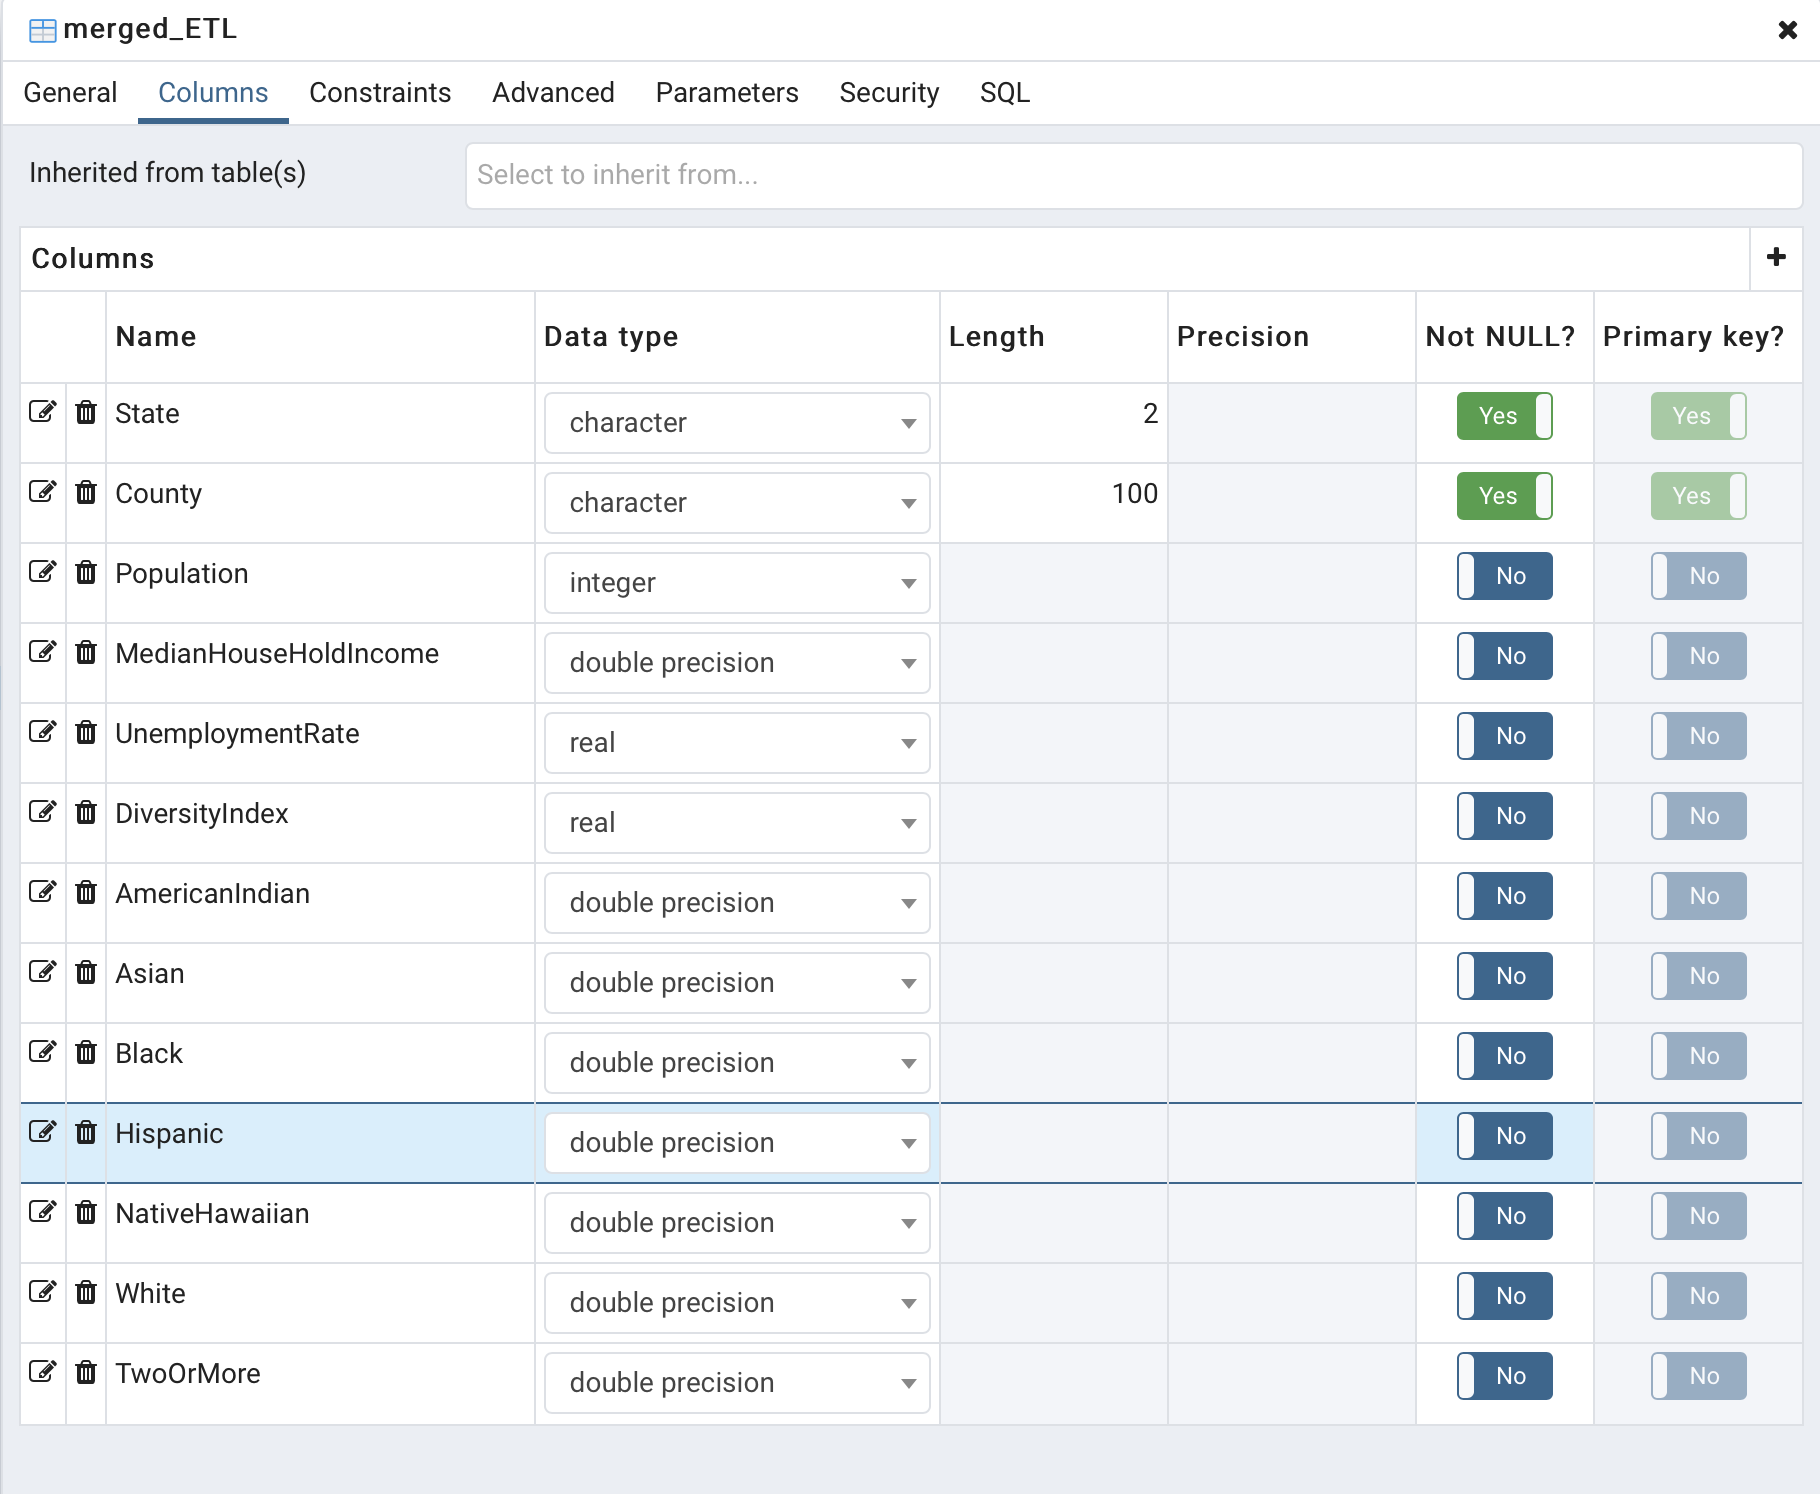 merged_ETL
General Columns Constraints Advanced Parameters Security SQL
Inherited from table(s) Select to inherit from...
Columns
Name Data type Length Precision Not NULL? Primary key?
State character 2 Yes Yes
County character 100 Yes Yes
Population integer No No
MedianHouseHoldIncome double precision No No
UnemploymentRate real No No
DiversityIndex real No No
AmericanIndian double precision No No
Asian double precision No No
Black double precision No No
Hispanic double precision No No
NativeHawaiian double precision No No
White double precision No No
TwoOrMore double precision No No